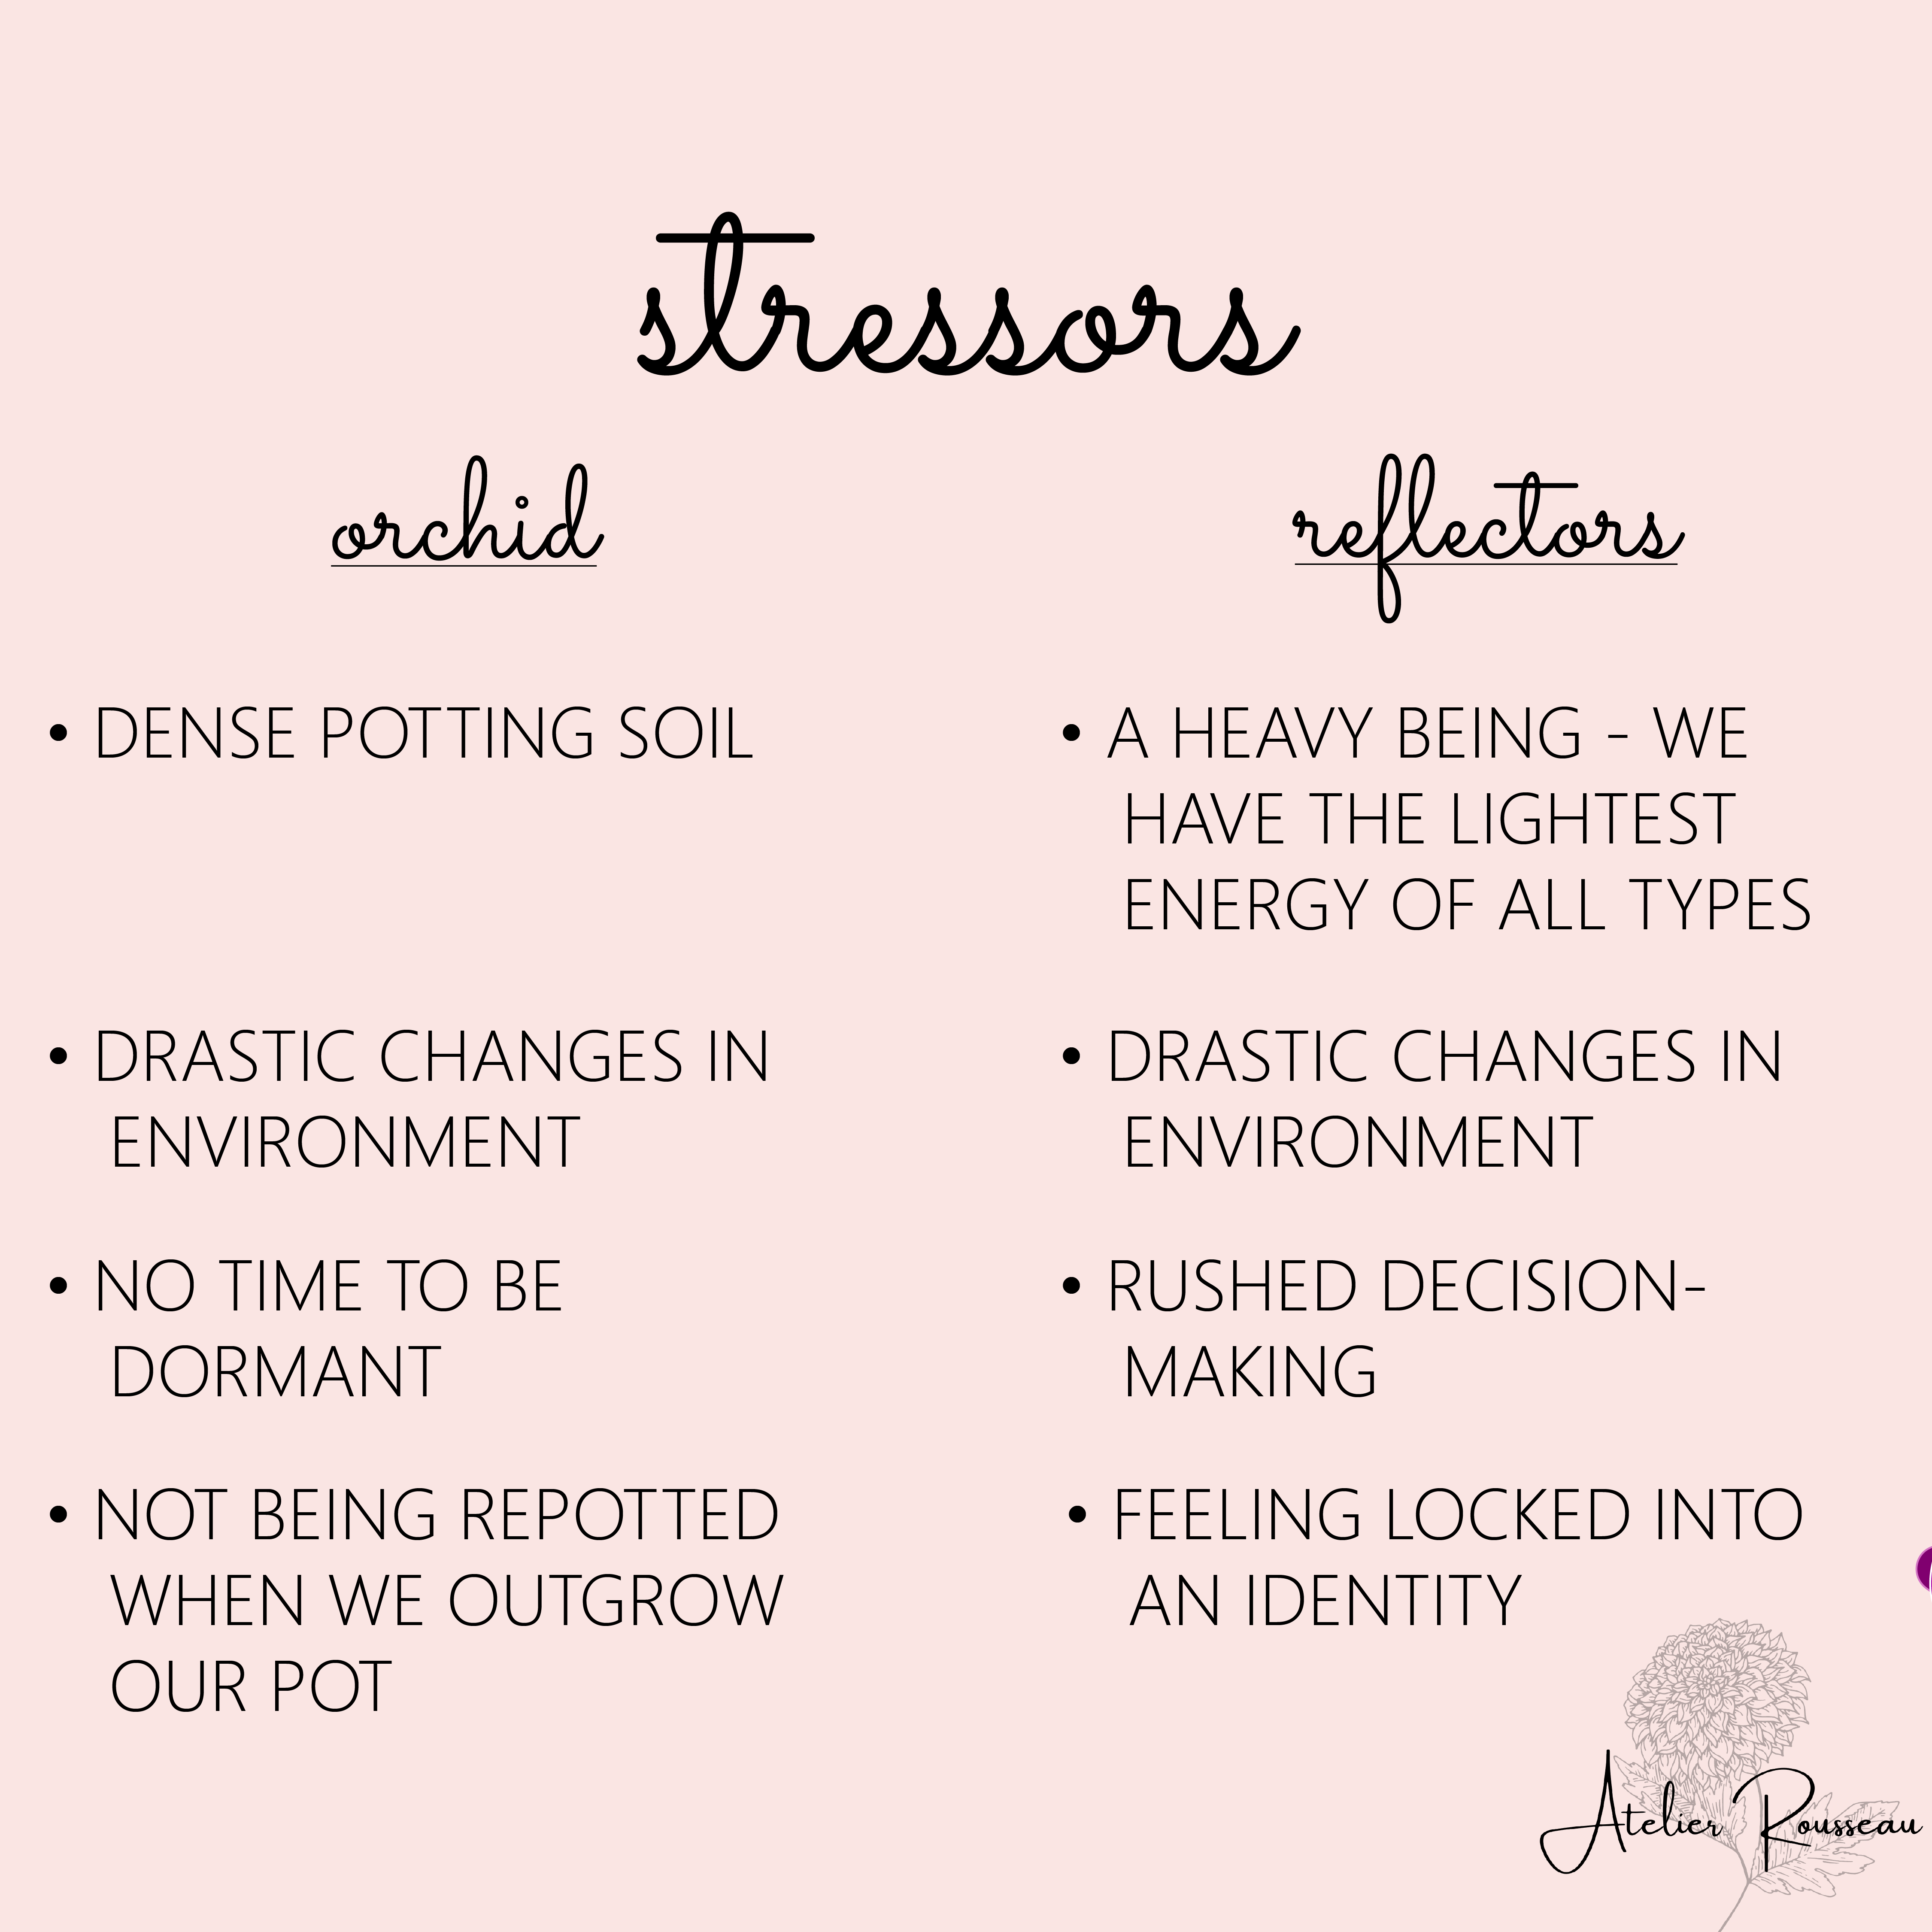 stressors
orchid
• DENSE POTTING SOIL
• DRASTIC CHANGES IN
ENVIRONMENT
• NO TIME TO BE
DORMANT
• NOT BEING REPOTTED
WHEN WE OUTGROW
OUR POT
reflectors
• A HEAVY BEING - WE
HAVE THE LIGHTEST
ENERGY OF ALL TYPES
• DRASTIC CHANGES IN
ENVIRONMENT
• RUSHED DECISION-
MAKING
• FEELING LOCKED INTO
AN IDENTITY
Atelier Rousseau